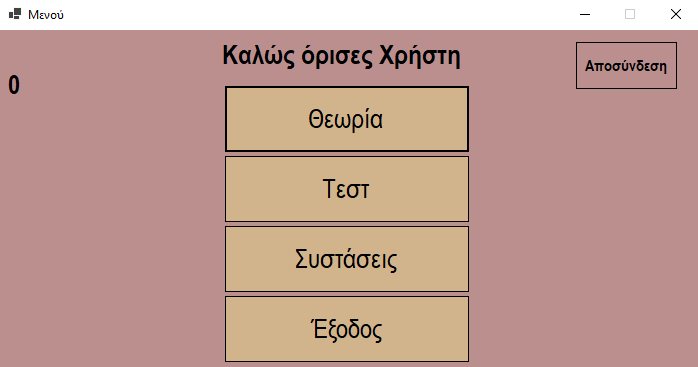 Μενού
Καλώς όρισες Χρήστη
Αποσύνδεση
0
Θεωρία
Τεστ
Συστάσεις
Έξοδος